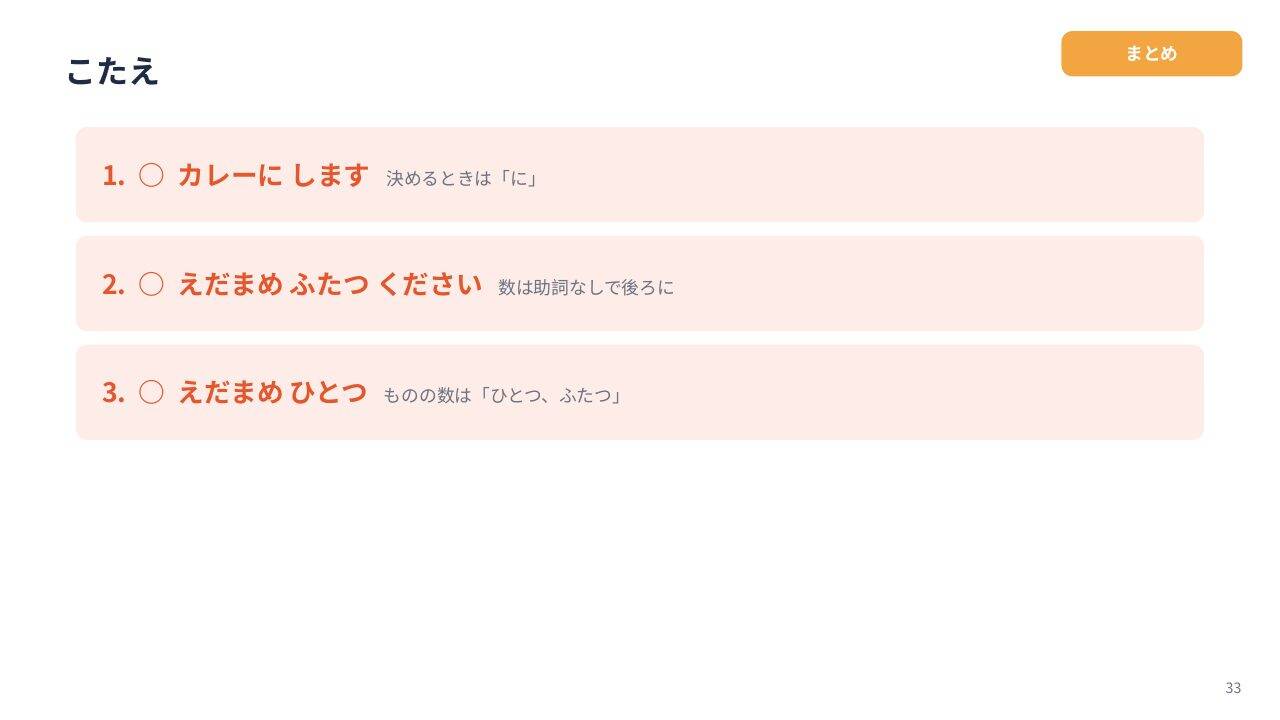 こたえ
まとめ
1. ○ カレーに します 決めるときは「に」
2. ○ えだまめ ふたつ ください 数は助詞なしで後ろに
3. ○ えだまめ ひとつ ものの数は「ひとつ、ふたつ」
33